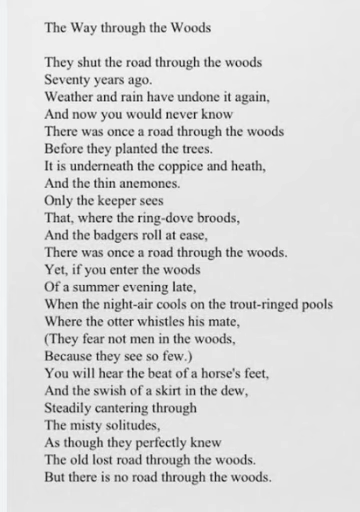 The Way through the Woods
They shut the road through the woods
Seventy years ago.
Weather and rain have undone it again,
And now you would never know
There was once a road through the woods
Before they planted the trees.
It is underneath the coppice and heath,
And the thin anemones.
Only the keeper sees
That, where the ring-dove broods,
And the badgers roll at ease,
There was once a road through the woods.
Yet, if you enter the woods
Of a summer evening late,
When the night-air cools on the trout-ringed pools
Where the otter whistles his mate,
(They fear not men in the woods,
Because they see so few.)
You will hear the beat of a horse's feet,
And the swish of a skirt in the dew,
Steadily cantering through
The misty solitudes,
As though they perfectly knew
The old lost road through the woods.
But there is no road through the woods.